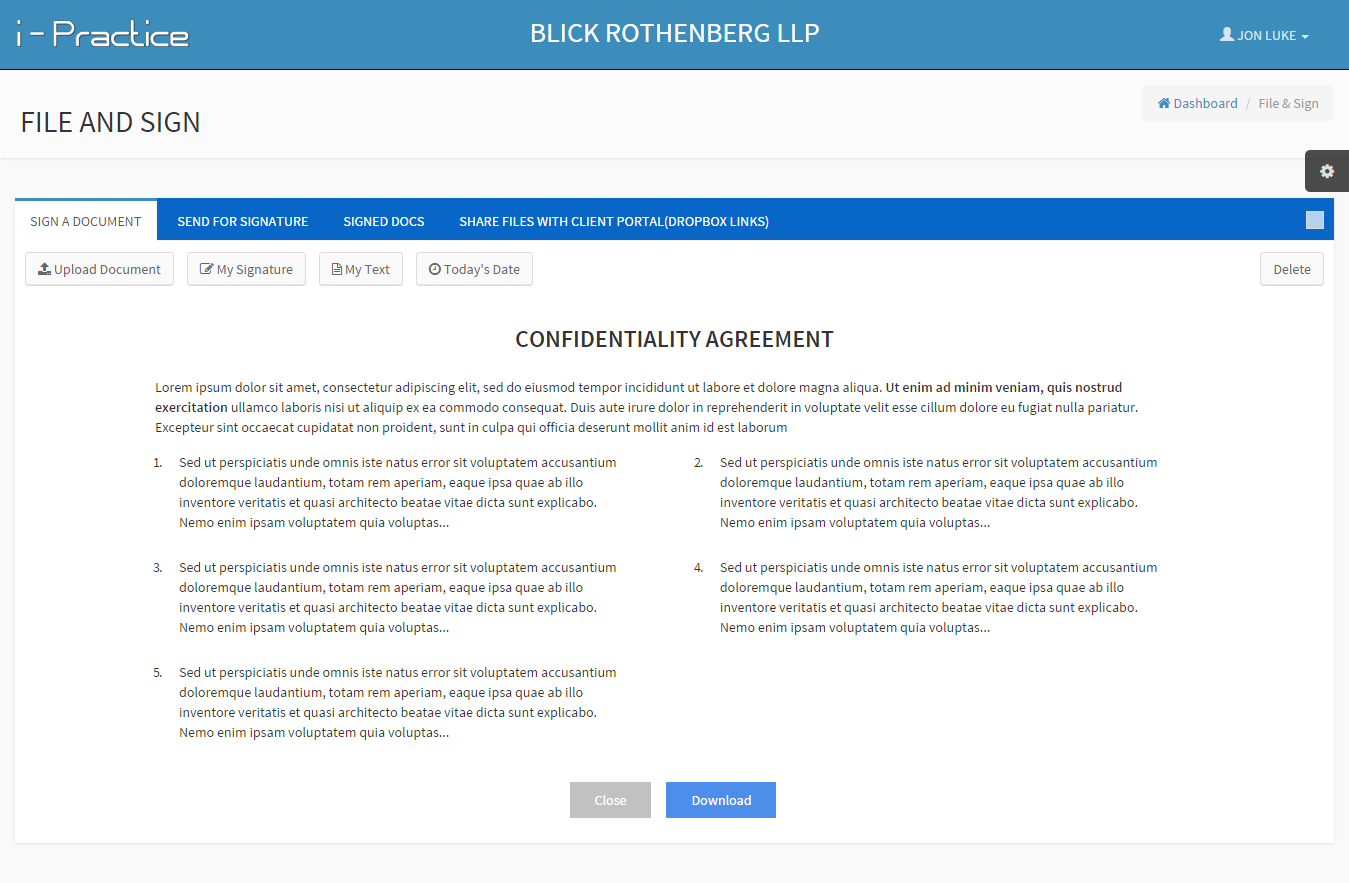 i - Practice
BLICK ROTHENBERG LLP
JON LUKE
Dashboard / File & Sign
FILE AND SIGN
SIGN A DOCUMENT
SEND FOR SIGNATURE
SIGNED DOCS
SHARE FILES WITH CLIENT PORTAL(DROPBOX LINKS)
Upload Document
My Signature
My Text
Today's Date
Delete
CONFIDENTIALITY AGREEMENT
Lorem ipsum dolor sit amet, consectetur adipiscing elit, sed do eiusmod tempor incididunt ut labore et dolore magna aliqua. Ut enim ad minim veniam, quis nostrud
exercitation ullamco laboris nisi ut aliquip ex ea commodo consequat. Duis aute irure dolor in reprehenderit in voluptate velit esse cillum dolore eu fugiat nulla pariatur.
Excepteur sint occaecat cupidatat non proident, sunt in culpa qui officia deserunt mollit anim id est laborum
1. Sed ut perspiciatis unde omnis iste natus error sit voluptatem accusantium
doloremque laudantium, totam rem aperiam, eaque ipsa quae ab illo
inventore veritatis et quasi architecto beatae vitae dicta sunt explicabo.
Nemo enim ipsam voluptatem quia voluptas...
2. Sed ut perspiciatis unde omnis iste natus error sit voluptatem accusantium
doloremque laudantium, totam rem aperiam, eaque ipsa quae ab illo
inventore veritatis et quasi architecto beatae vitae dicta sunt explicabo.
Nemo enim ipsam voluptatem quia voluptas...
3. Sed ut perspiciatis unde omnis iste natus error sit voluptatem accusantium
doloremque laudantium, totam rem aperiam, eaque ipsa quae ab illo
inventore veritatis et quasi architecto beatae vitae dicta sunt explicabo.
Nemo enim ipsam voluptatem quia voluptas...
4. Sed ut perspiciatis unde omnis iste natus error sit voluptatem accusantium
doloremque laudantium, totam rem aperiam, eaque ipsa quae ab illo
inventore veritatis et quasi architecto beatae vitae dicta sunt explicabo.
Nemo enim ipsam voluptatem quia voluptas...
5. Sed ut perspiciatis unde omnis iste natus error sit voluptatem accusantium
doloremque laudantium, totam rem aperiam, eaque ipsa quae ab illo
inventore veritatis et quasi architecto beatae vitae dicta sunt explicabo.
Nemo enim ipsam voluptatem quia voluptas...
Close
Download